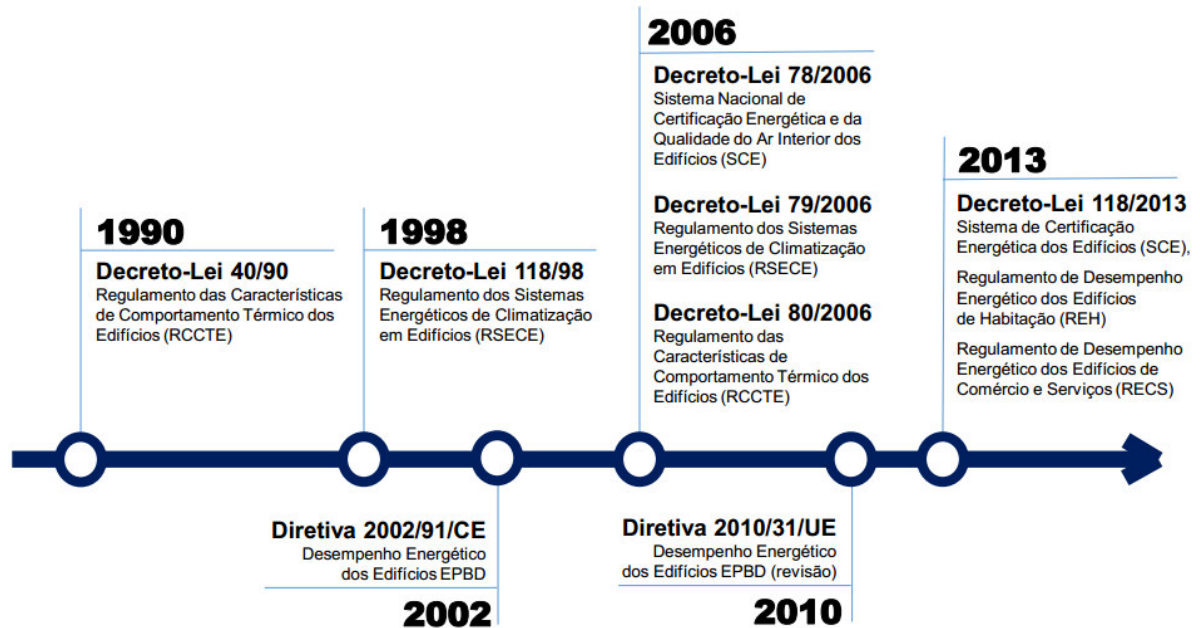 1990
Decreto-Lei 40/90
Regulamento das Características
de Comportamento Térmico dos
Edifícios (RCCTE)
1998
Decreto-Lei 118/98
Regulamento dos Sistemas
Energéticos de Climatização
em Edifícios (RSECE)
2006
Decreto-Lei 78/2006
Sistema Nacional de
Certificação Energética e da
Qualidade do Ar Interior dos
Edifícios (SCE)
Decreto-Lei 79/2006
Regulamento dos Sistemas
Energéticos de Climatização
em Edifícios (RSECE)
Decreto-Lei 80/2006
Regulamento das
Características de
Comportamento Térmico dos
Edifícios (RCCTE)
2013
Decreto-Lei 118/2013
Sistema de Certificação
Energética dos Edifícios (SCE),
Regulamento de Desempenho
Energético dos Edifícios
de Habitação (REH)
Regulamento de Desempenho
Energético dos Edifícios de
Comércio e Serviços (RECS)
Diretiva 2002/91/CE
Desempenho Energético
dos Edifícios EPBD
2002
Diretiva 2010/31/UE
Desempenho Energético
dos Edifícios EPBD (revisão)
2010